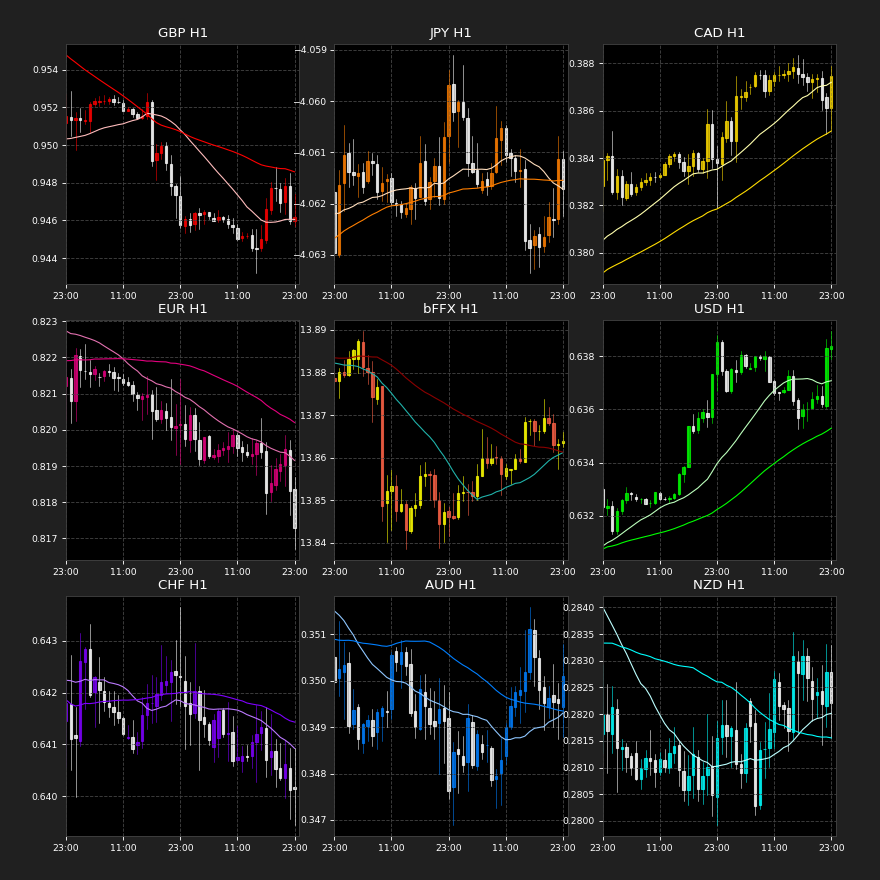 GBP H1
0.954
0.952
0.950
0.948
0.946
0.944
23:00 11:00 23:00 11:00 23:00
JPY H1
-4.059
-4.060
-4.061
-4.062
-4.063
23:00 11:00 23:00 11:00 23:00
CAD H1
0.388
0.386
0.384
0.382
0.380
23:00 11:00 23:00 11:00 23:00
EUR H1
0.823
0.822
0.821
0.820
0.819
0.818
0.817
23:00 11:00 23:00 11:00 23:00
bFFX H1
13.89
13.88
13.87
13.86
13.85
13.84
23:00 11:00 23:00 11:00 23:00
USD H1
0.638
0.636
0.634
0.632
23:00 11:00 23:00 11:00 23:00
CHF H1
0.643
0.642
0.641
0.640
23:00 11:00 23:00 11:00 23:00
AUD H1
0.351
0.350
0.349
0.348
0.347
23:00 11:00 23:00 11:00 23:00
NZD H1
0.2840
0.2835
0.2830
0.2825
0.2820
0.2815
0.2810
0.2805
0.2800
23:00 11:00 23:00 11:00 23:00